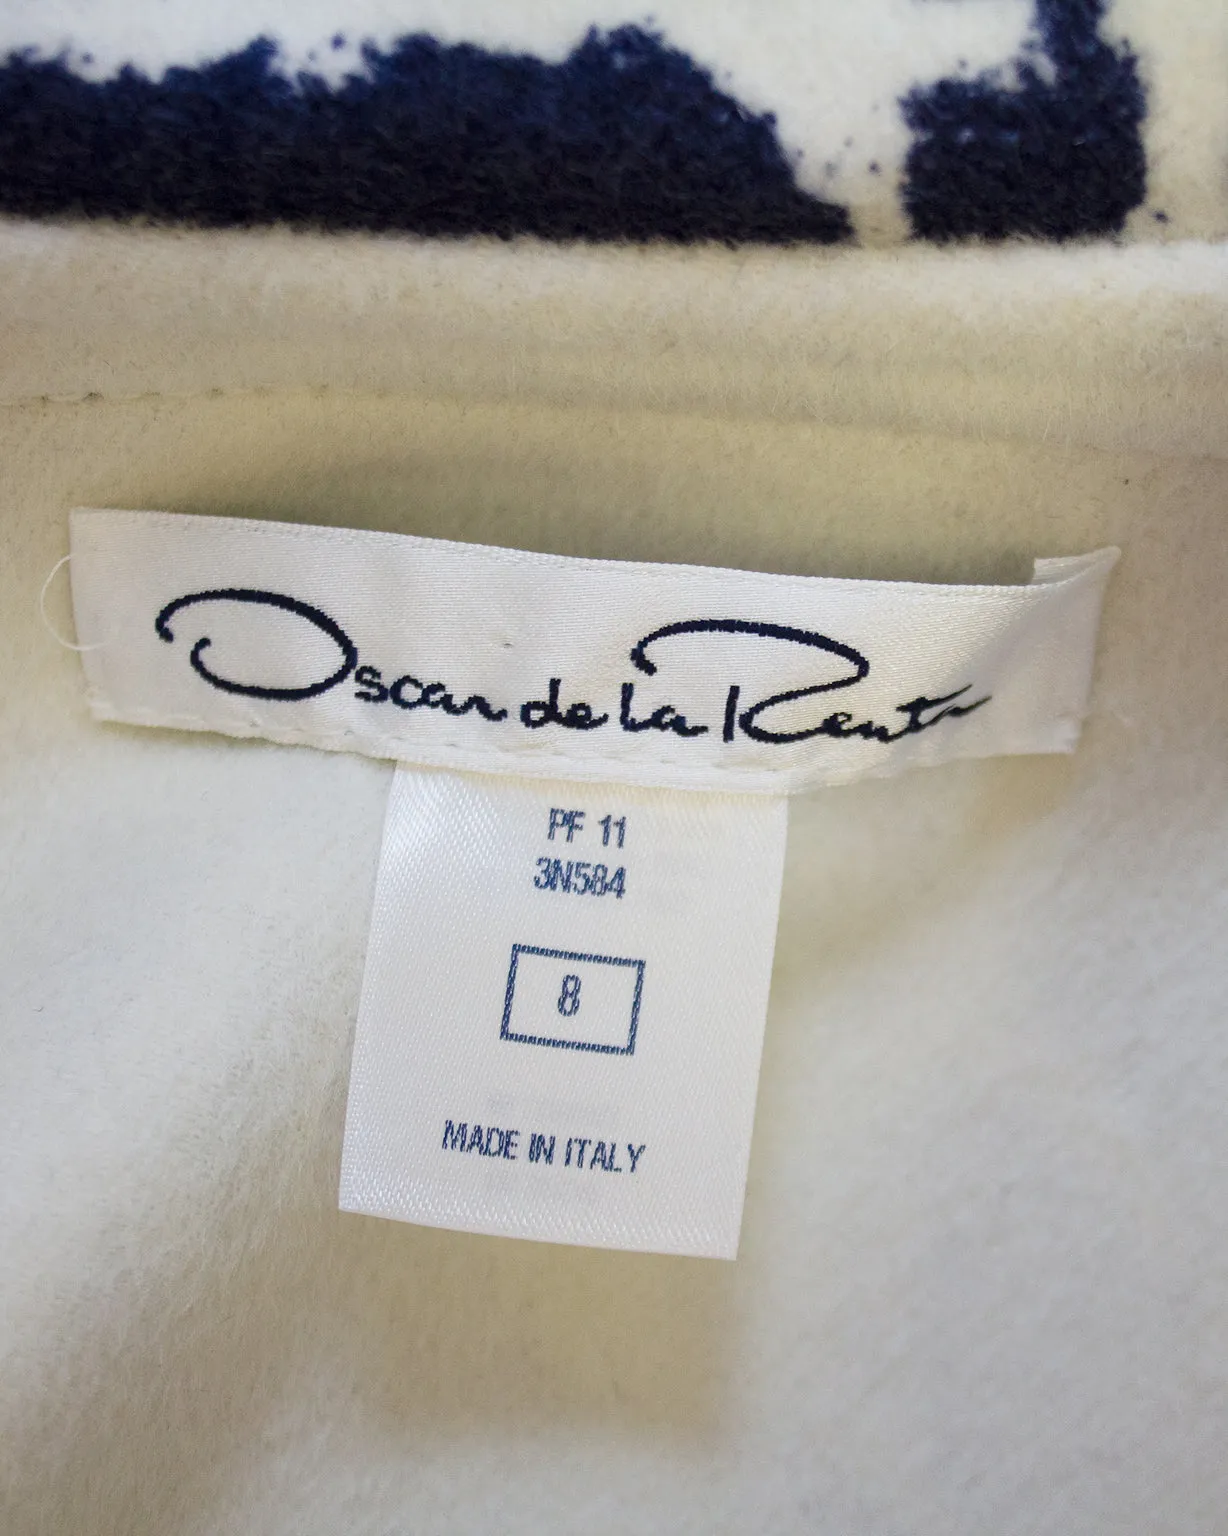 Oscar de la Renta
PF 11
3N584
8
MADE IN ITALY